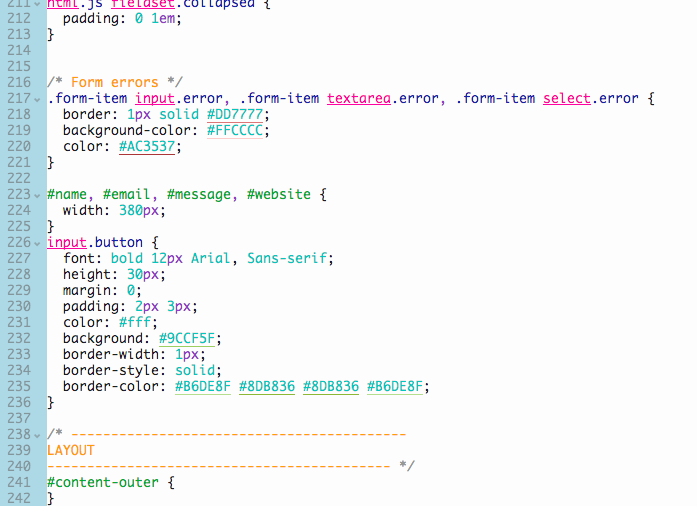 211 html.js fieldset.collapsed {
212   padding: 0 1em;
213 }
214
215
216 /* Form errors */
217 .form-item input.error, .form-item textarea.error, .form-item select.error {
218   border: 1px solid #DD7777;
219   background-color: #FFCCCC;
220   color: #AC3537;
221 }
222
223 #name, #email, #message, #website {
224   width: 380px;
225 }
226 input.button {
227   font: bold 12px Arial, Sans-serif;
228   height: 30px;
229   margin: 0;
230   padding: 2px 3px;
231   color: #fff;
232   background: #9CCF5F;
233   border-width: 1px;
234   border-style: solid;
235   border-color: #B6DE8F #8DB836 #8DB836 #B6DE8F;
236 }
237
238 /* ------------------------------------------
239 LAYOUT
240 ------------------------------------------- */
241 #content-outer {
242 }